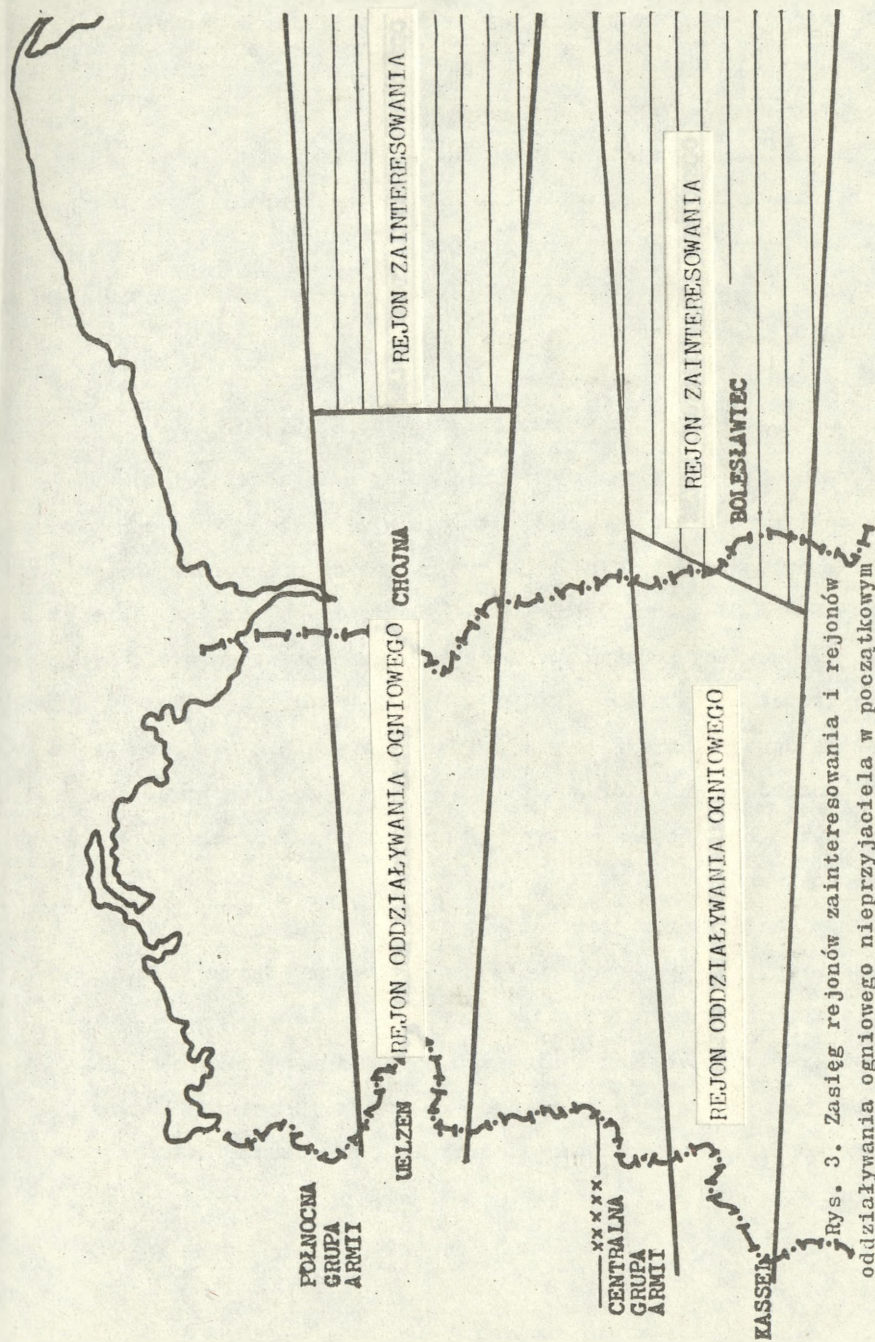 PÓŁNOCNA
GRUPA
ARMII
UELZEN
REJON ODDZIAŁYWANIA OGNIOWEGO
CHOJNA
REJON ZAINTERESOWANIA
xxxxx
CENTRALNA
GRUPA
ARMII
KASSEL
REJON ODDZIAŁYWANIA OGNIOWEGO
BOLESŁAWIEC
REJON ZAINTERESOWANIA
Rys. 3. Zasięg rejonów zainteresowania i rejonów
oddziaływania ogniowego nieprzyjaciela w początkowym